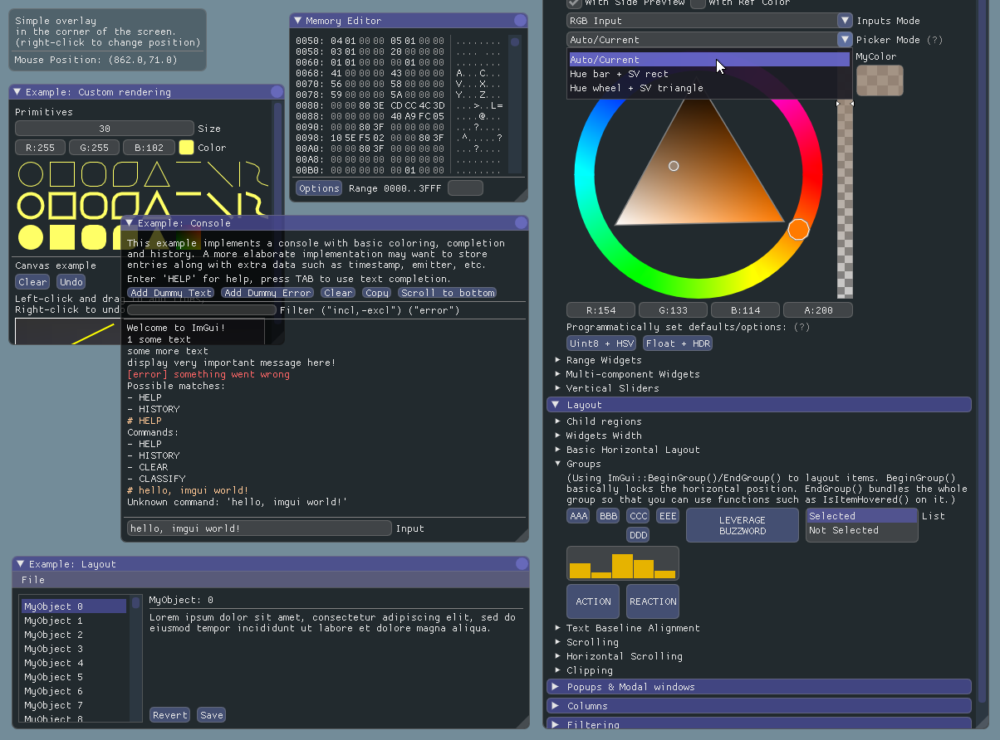 Simple overlay
in the corner of the screen.
(right-click to change position)
Mouse Position: (862.0,71.0)
Example: Custom rendering
Primitives
30 Size
R:255 G:255 B:102 Color
Canvas example
Clear Undo
Left-click and drag to add lines,
Right-click to undo
Memory Editor
0050: 04 01 00 00 05 01 00 00 ........
0058: 03 01 00 00 20 00 00 00 .... ...
0060: 01 01 00 00 00 01 00 00 ........
0068: 41 00 00 00 43 00 00 00 A...C...
0070: 56 00 00 00 58 00 00 00 V...X...
0078: 59 00 00 00 5A 00 00 00 Y...Z...
0080: 00 00 80 3E CD CC 4C 3D ...>..L=
0088: 00 00 00 00 40 A9 FC 05 ....@...
0090: 00 00 80 3F 00 00 00 00 ...?....
0098: 10 5E F5 02 00 00 80 3F .^.....?
00A0: 00 00 80 3F 00 00 00 00 ...?....
00A8: 00 00 00 00 00 00 00 00 ........
00B0: 00 00 00 00 00 01 00 00 ........
Options Range 0000..3FFF
Example: Console
This example implements a console with basic coloring, completion
and history. A more elaborate implementation may want to store
entries along with extra data such as timestamp, emitter, etc.
Enter 'HELP' for help, press TAB to use text completion.
Add Dummy Text Add Dummy Error Clear Copy Scroll to bottom
Filter ("incl,-excl") ("error")
Welcome to ImGui!
1 some text
some more text
display very important message here!
[error] something went wrong
Possible matches:
- HELP
- HISTORY
# HELP
Commands:
- HELP
- HISTORY
- CLEAR
- CLASSIFY
# hello, imgui world!
Unknown command: 'hello, imgui world!'
hello, imgui world! Input
Example: Layout
File
MyObject 0
MyObject 1
MyObject 2
MyObject 3
MyObject 4
MyObject 5
MyObject 6
MyObject 7
MyObject 8
MyObject: 0
Lorem ipsum dolor sit amet, consectetur adipiscing elit, sed do
eiusmod tempor incididunt ut labore et dolore magna aliqua.
Revert Save
With Side Preview With Ref Color
RGB Input Inputs Mode
Auto/Current Picker Mode (?)
Auto/Current
Hue bar + SV rect
Hue wheel + SV triangle
MyColor
R:154 G:133 B:114 A:200
Programmatically set defaults/options: (?)
Uint8 + HSV Float + HDR
Range Widgets
Multi-component Widgets
Vertical Sliders
Layout
Child regions
Widgets Width
Basic Horizontal Layout
Groups
(Using ImGui::BeginGroup()/EndGroup() to layout items. BeginGroup()
basically locks the horizontal position. EndGroup() bundles the whole
group so that you can use functions such as IsItemHovered() on it.)
AAA BBB CCC EEE
DDD
LEVERAGE
BUZZWORD
Selected List
Not Selected
ACTION REACTION
Text Baseline Alignment
Scrolling
Horizontal Scrolling
Clipping
Popups & Modal windows
Columns
Filtering